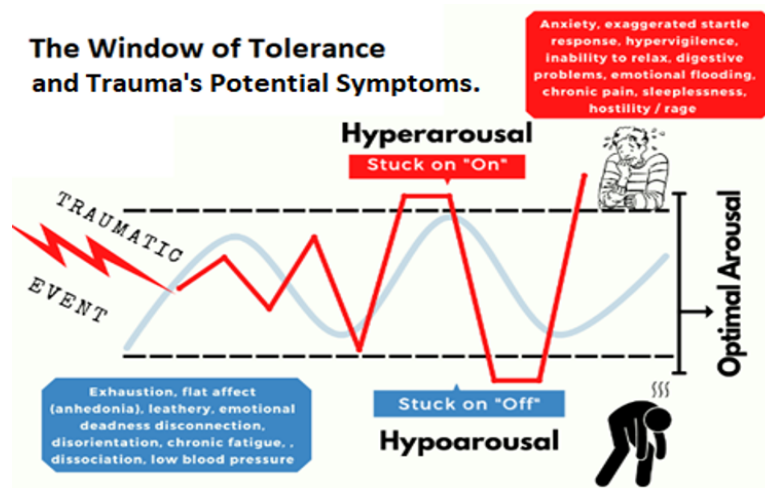 The Window of Tolerance
and Trauma's Potential Symptoms.
Anxiety, exaggerated startle
response, hypervigilence,
inability to relax, digestive
problems, emotional flooding,
chronic pain, sleeplessness,
hostility / rage
Hyperarousal
Stuck on "On"
TRAUMATIC
EVENT
Optimal Arousal
Exhaustion, flat affect
(anhedonia), leathery, emotional
deadness disconnection,
disorientation, chronic fatigue, ,
dissociation, low blood pressure
Stuck on "Off"
Hypoarousal